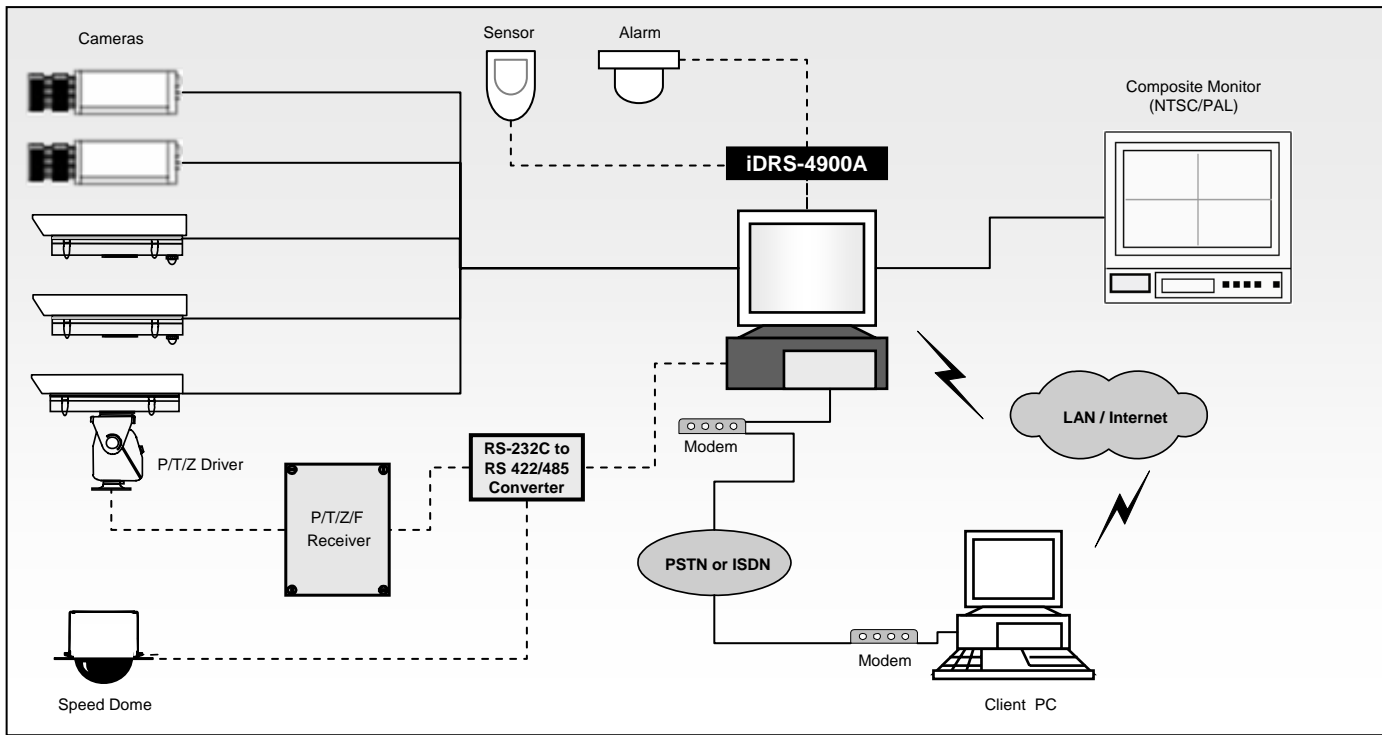 Cameras
Sensor
Alarm
Composite Monitor
(NTSC/PAL)
iDRS-4900A
LAN / Internet
Modem
P/T/Z Driver
RS-232C to
RS 422/485
Converter
P/T/Z/F
Receiver
PSTN or ISDN
Modem
Speed Dome
Client PC